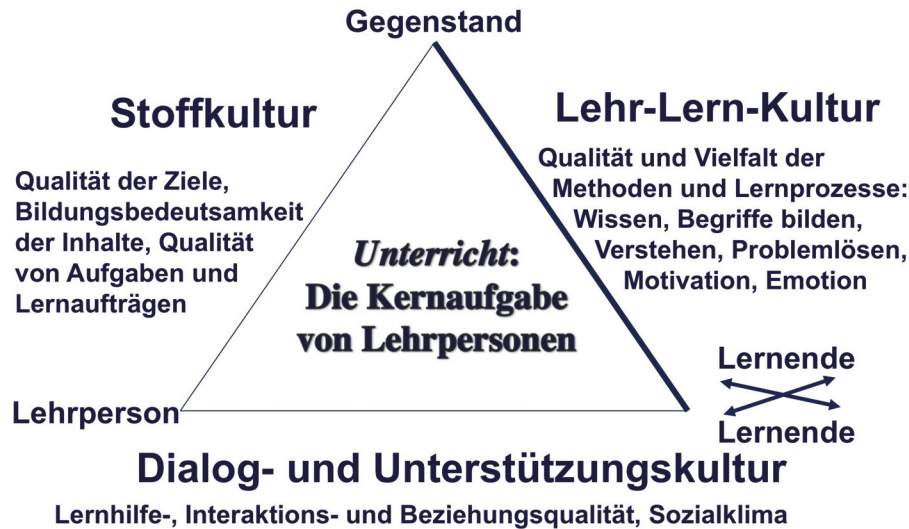 Gegenstand
Stoffkultur
Qualität der Ziele,
Bildungsbedeutsamkeit
der Inhalte, Qualität
von Aufgaben und
Lernaufträgen
Lehr-Lern-Kultur
Qualität und Vielfalt der
Methoden und Lernprozesse:
Wissen, Begriffe bilden,
Verstehen, Problemlösen,
Motivation, Emotion
Unterricht:
Die Kernaufgabe
von Lehrpersonen
Lehrperson
Lernende
Lernende
Dialog- und Unterstützungskultur
Lernhilfe-, Interaktions- und Beziehungsqualität, Sozialklima